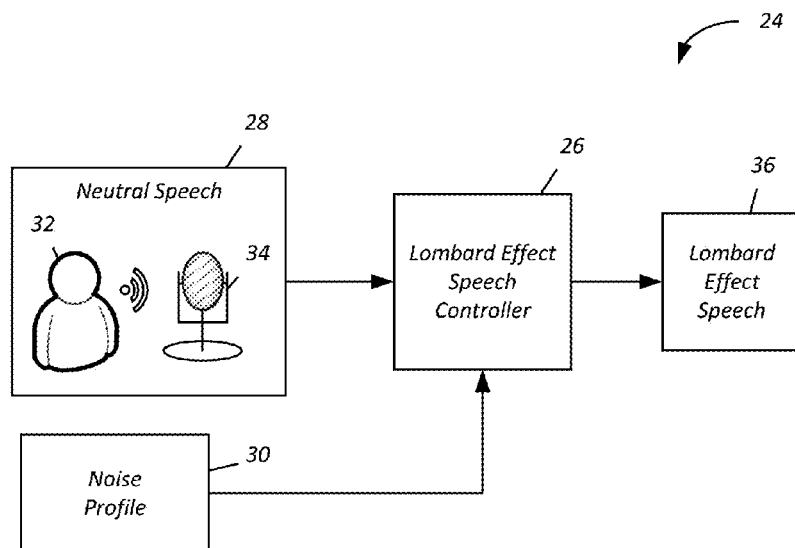 24
28
Neutral Speech
32
34
26
Lombard Effect
Speech
Controller
36
Lombard
Effect
Speech
30
Noise
Profile